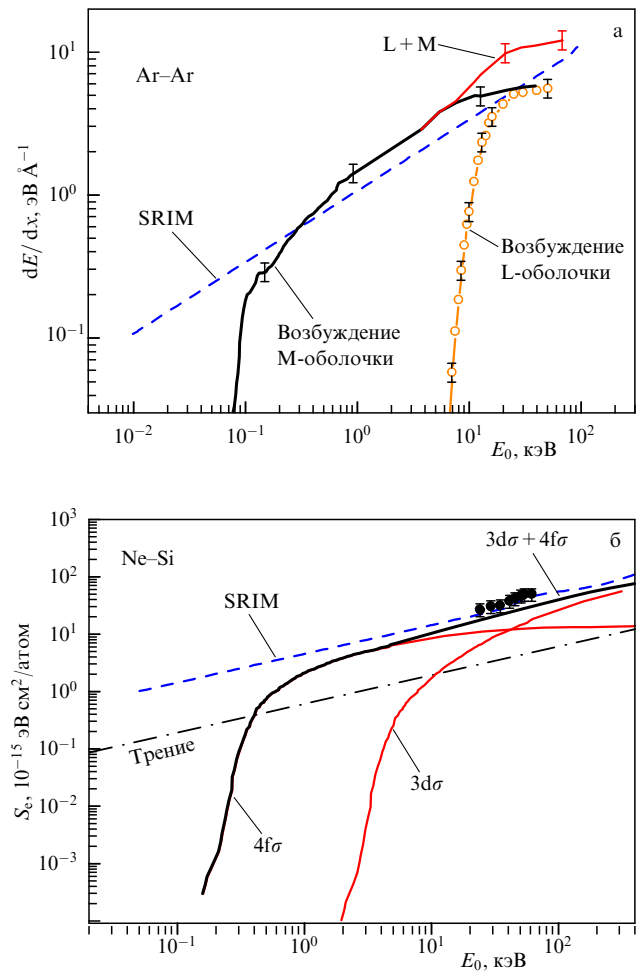 а
10¹
10⁰
10⁻¹
dE/dx, эВ Å⁻¹
Ar–Ar
L + M
SRIM
Возбуждение
M-оболочки
Возбуждение
L-оболочки
10⁻² 10⁻¹ 10⁰ 10¹ 10²
E₀, кэВ
б
10³
10²
10¹
10⁰
10⁻¹
10⁻²
10⁻³
Sₑ, 10⁻¹⁵ эВ см²/атом
Ne–Si
3dσ + 4fσ
SRIM
Трение
3dσ
4fσ
10⁻¹ 10⁰ 10¹ 10²
E₀, кэВ